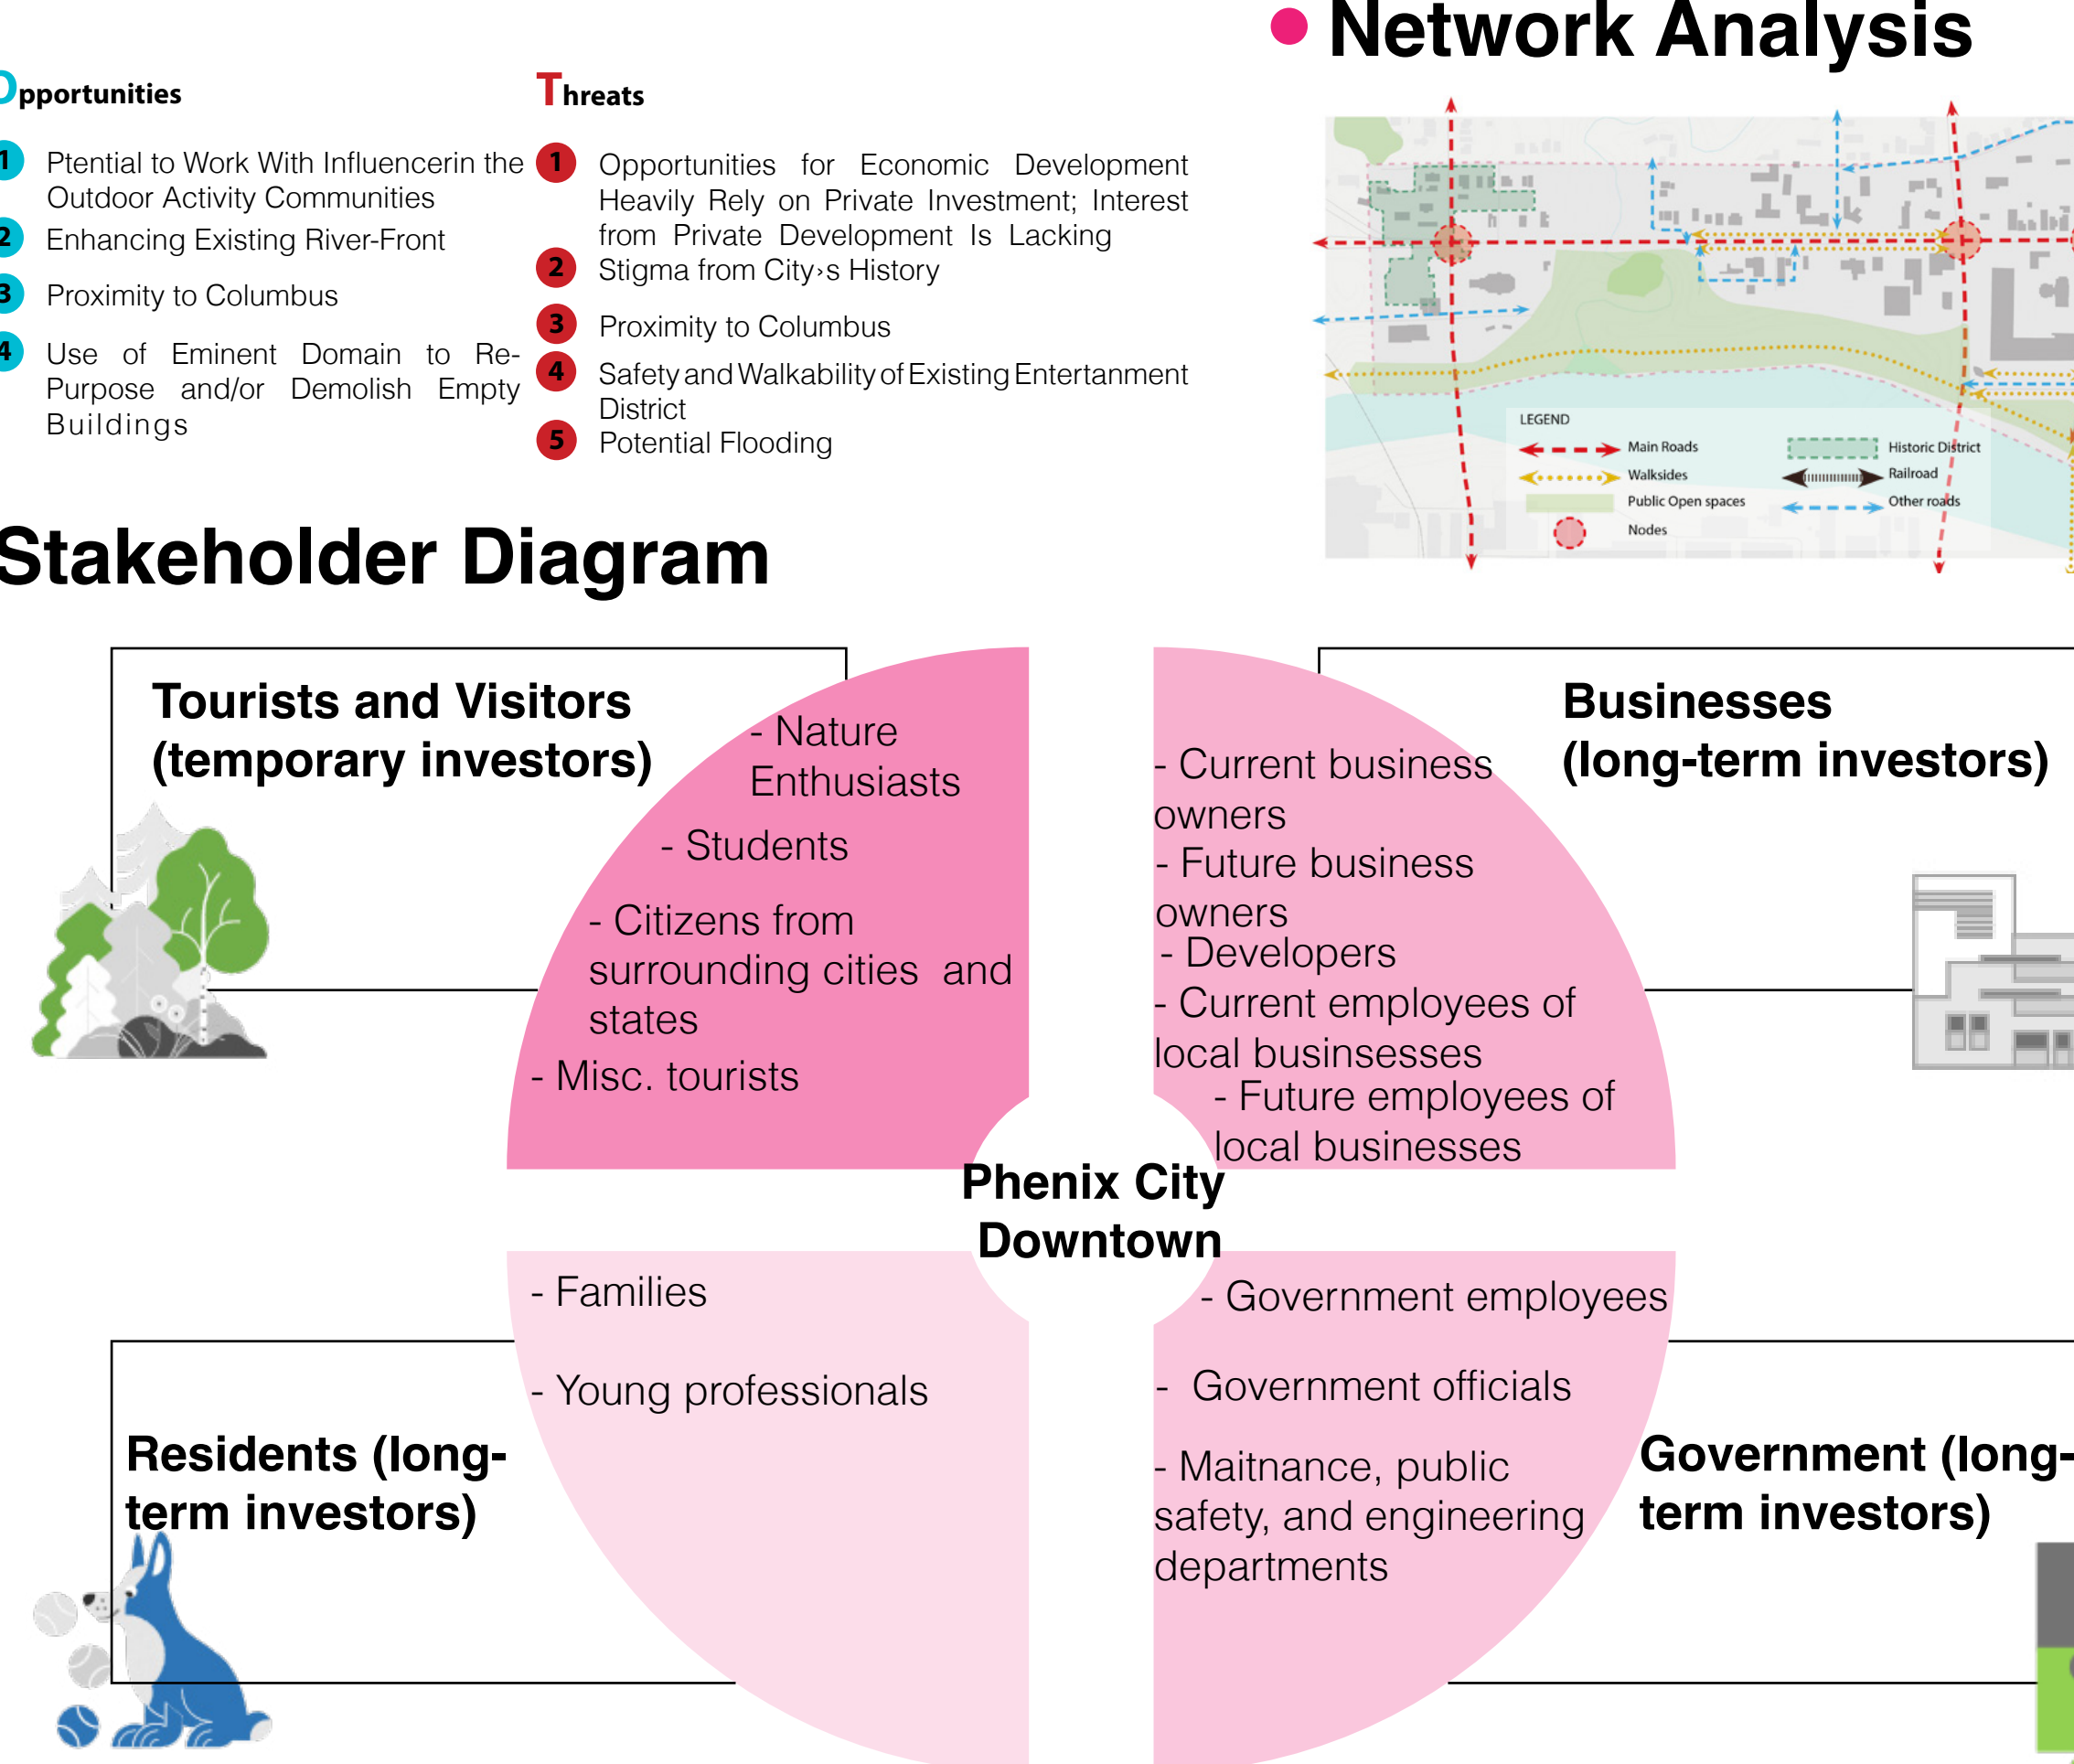 Network Analysis
Opportunities
1
Ptential to Work With Influencerin the
Outdoor Activity Communities
2
Enhancing Existing River-Front
3
Proximity to Columbus
4
Use of Eminent Domain to Re-
Purpose and/or Demolish Empty
Buildings
Threats
1
Opportunities for Economic Development
Heavily Rely on Private Investment; Interest
from Private Development Is Lacking
2
Stigma from City›s History
3
Proximity to Columbus
4
Safety and Walkability of Existing Entertanment
District
5
Potential Flooding
LEGEND
Main Roads
Walksides
Public Open spaces
Nodes
Historic District
Railroad
Other roads
Stakeholder Diagram
Tourists and Visitors
(temporary investors)
- Nature
Enthusiasts
- Students
- Citizens from
surrounding cities and
states
- Misc. tourists
Businesses
(long-term investors)
- Current business
owners
- Future business
owners
- Developers
- Current employees of
local businsesses
- Future employees of
local businesses
Phenix City
Downtown
- Families
- Young professionals
Residents (long-
term investors)
- Government employees
- Government officials
- Maitnance, public
safety, and engineering
departments
Government (long-
term investors)